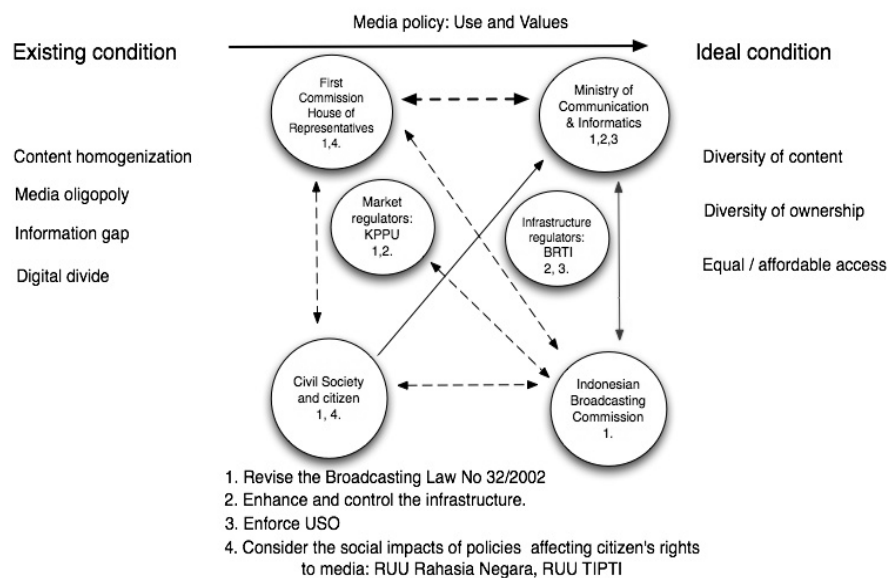 Media policy: Use and Values
Existing condition
Ideal condition
First
Commission
House of
Representatives
1,4.
Ministry of
Communication
& Informatics
1,2,3
Content homogenization
Media oligopoly
Information gap
Digital divide
Market
regulators:
KPPU
1,2.
Infrastructure
regulators:
BRTI
2, 3.
Diversity of content
Diversity of ownership
Equal / affordable access
Civil Society
and citizen
1, 4.
Indonesian
Broadcasting
Commission
1.
1. Revise the Broadcasting Law No 32/2002
2. Enhance and control the infrastructure.
3. Enforce USO
4. Consider the social impacts of policies affecting citizen's rights
to media: RUU Rahasia Negara, RUU TIPTI